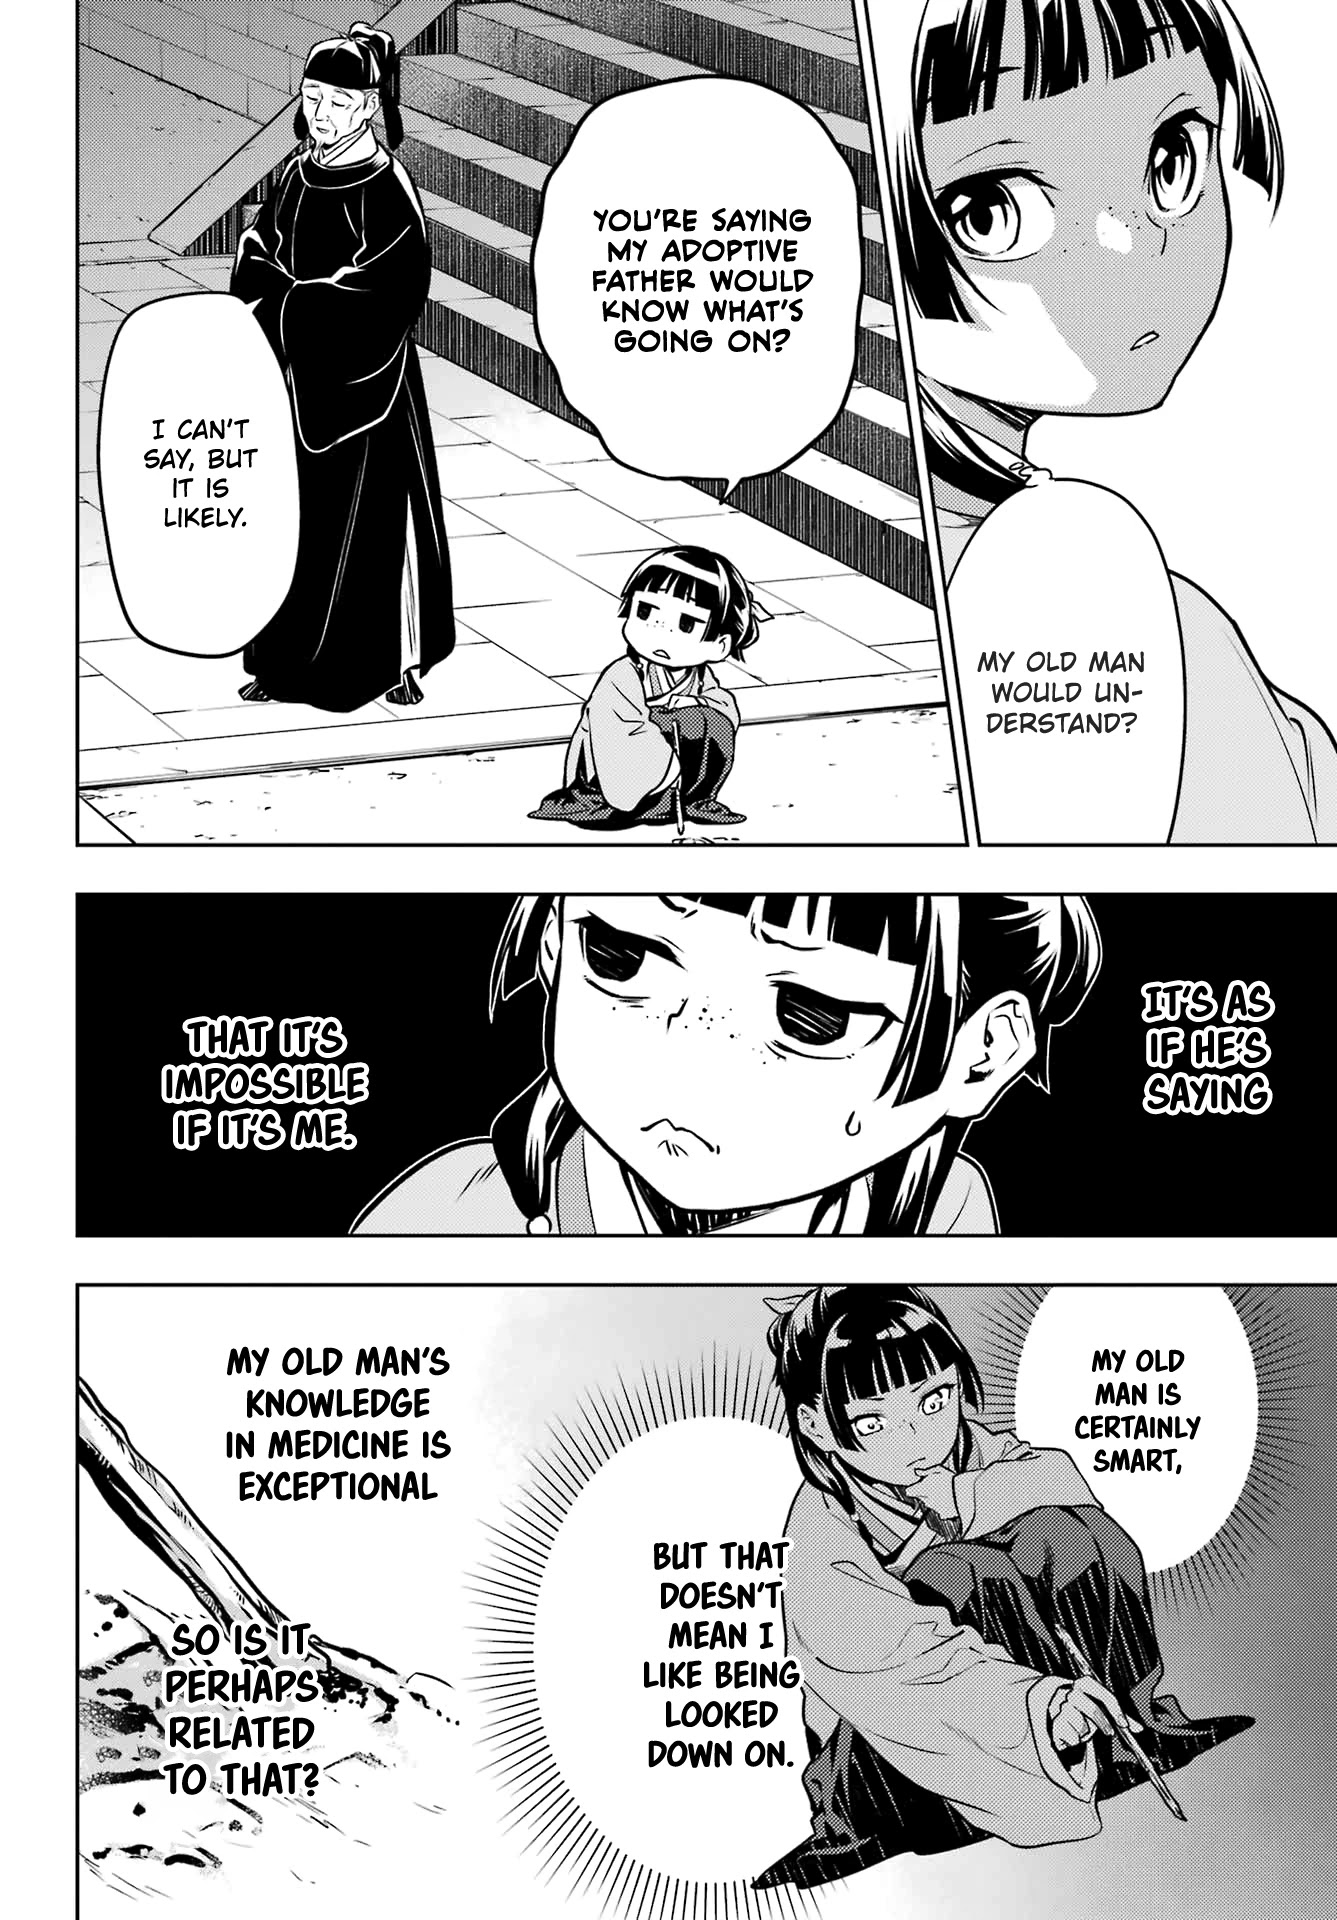 MY OLD MAN
WOULD UN-
DERSTAND?
YOU'RE SAYING
MY ADOPTIVE
FATHER WOULD
KNOW WHAT'S
GOING ON?
I CAN'T
SAY, BUT
IT IS
LIKELY.
IT'S AS
IF HE'S
SAYING
THAT IT'S
IMPOSSIBLE
IF IT'S ME.
MY OLD
MAN IS
CERTAINLY
SMART,
BUT THAT
DOESN'T
MEAN I
LIKE BEING
LOOKED
DOWN ON.
MY OLD MAN'S
KNOWLEDGE
IN MEDICINE IS
EXCEPTIONAL
SO IS IT
PERHAPS
RELATED
TO THAT?